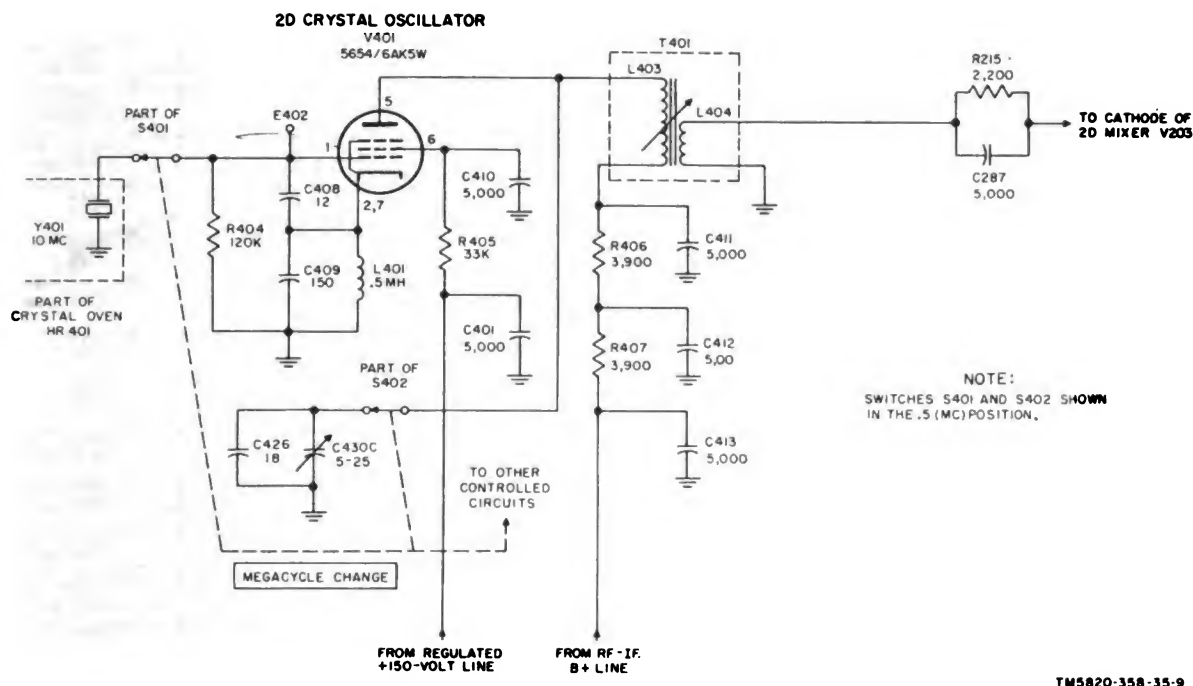 2D CRYSTAL OSCILLATOR
V401
5654/6AK5W
T401
L403
L404
R215
2,200
TO CATHODE OF
2D MIXER V203
C287
5,000
PART OF
S401
E402
5
1
6
2,7
C408
12
C410
5,000
Y401
10 MC
R404
120K
C409
150
L401
.5MH
R405
33K
R406
3,900
C411
5,000
PART OF
CRYSTAL OVEN
HR401
C401
5,000
R407
3,900
C412
5,00
PART OF
S402
NOTE:
SWITCHES S401 AND S402 SHOWN
IN THE .5 (MC) POSITION.
C426
18
C430C
5-25
C413
5,000
TO OTHER
CONTROLLED
CIRCUITS
MEGACYCLE CHANGE
FROM REGULATED
+150-VOLT LINE
FROM RF-IF.
B+ LINE
TM5820-358-35-9